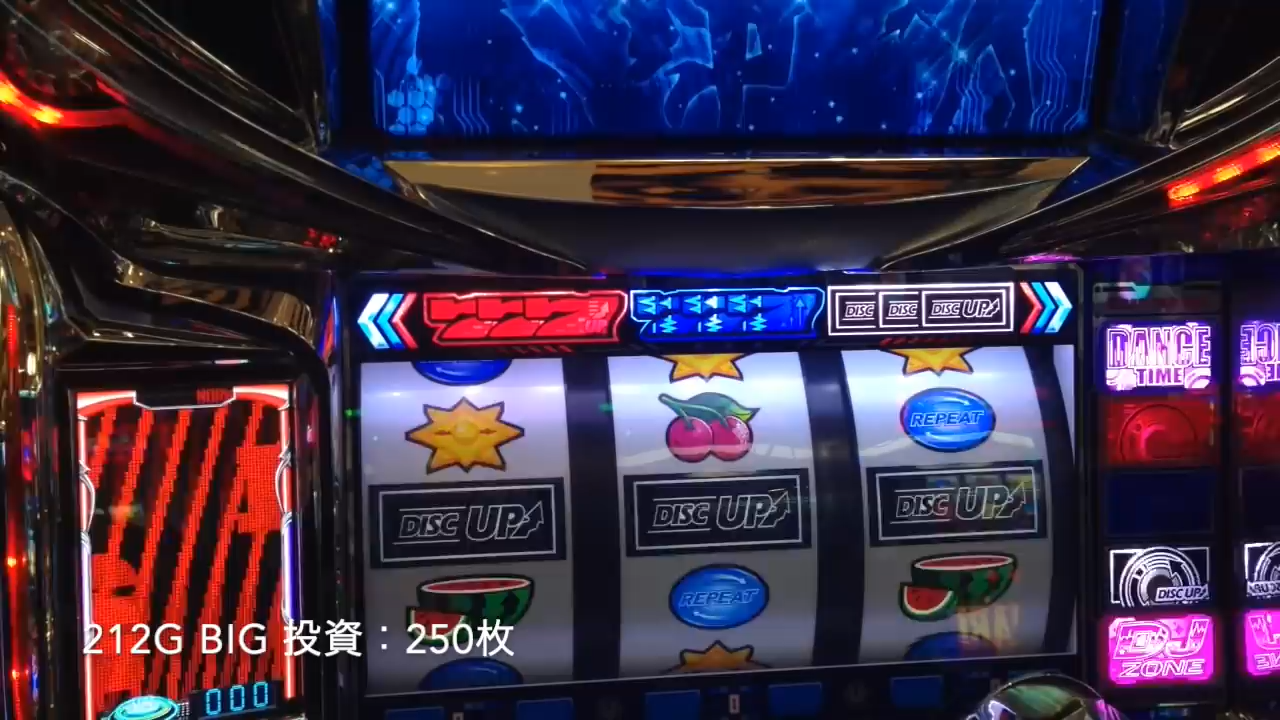 777
DISC DISC DISC UP
DANCE
TIME
REPEAT
DISC UP
DISC UP
DISC UP
REPEAT
DISC UP
DJ
ZONE
212G BIG 投資：250枚
000